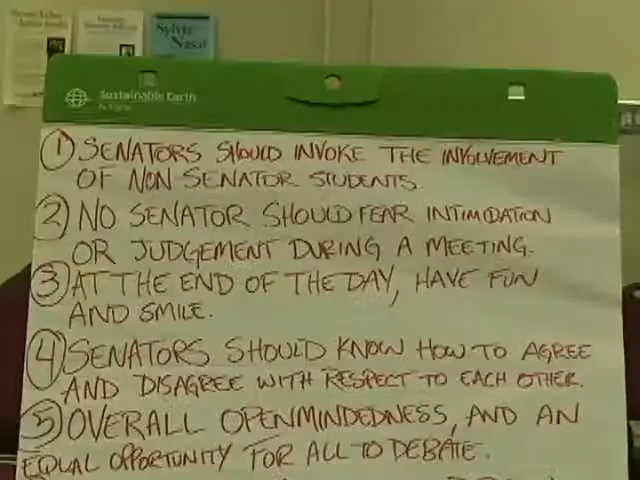 Sylvia
Nasar
Sustainable Earth
① SENATORS SHOULD INVOKE THE INVOLVEMENT
OF NON SENATOR STUDENTS.
② NO SENATOR SHOULD FEAR INTIMIDATION
OR JUDGEMENT DURING A MEETING.
③ AT THE END OF THE DAY, HAVE FUN
AND SMILE.
④ SENATORS SHOULD KNOW HOW TO AGREE
AND DISAGREE WITH RESPECT TO EACH OTHER.
⑤ OVERALL OPENMINDEDNESS, AND AN
EQUAL OPPORTUNITY FOR ALL TO DEBATE.